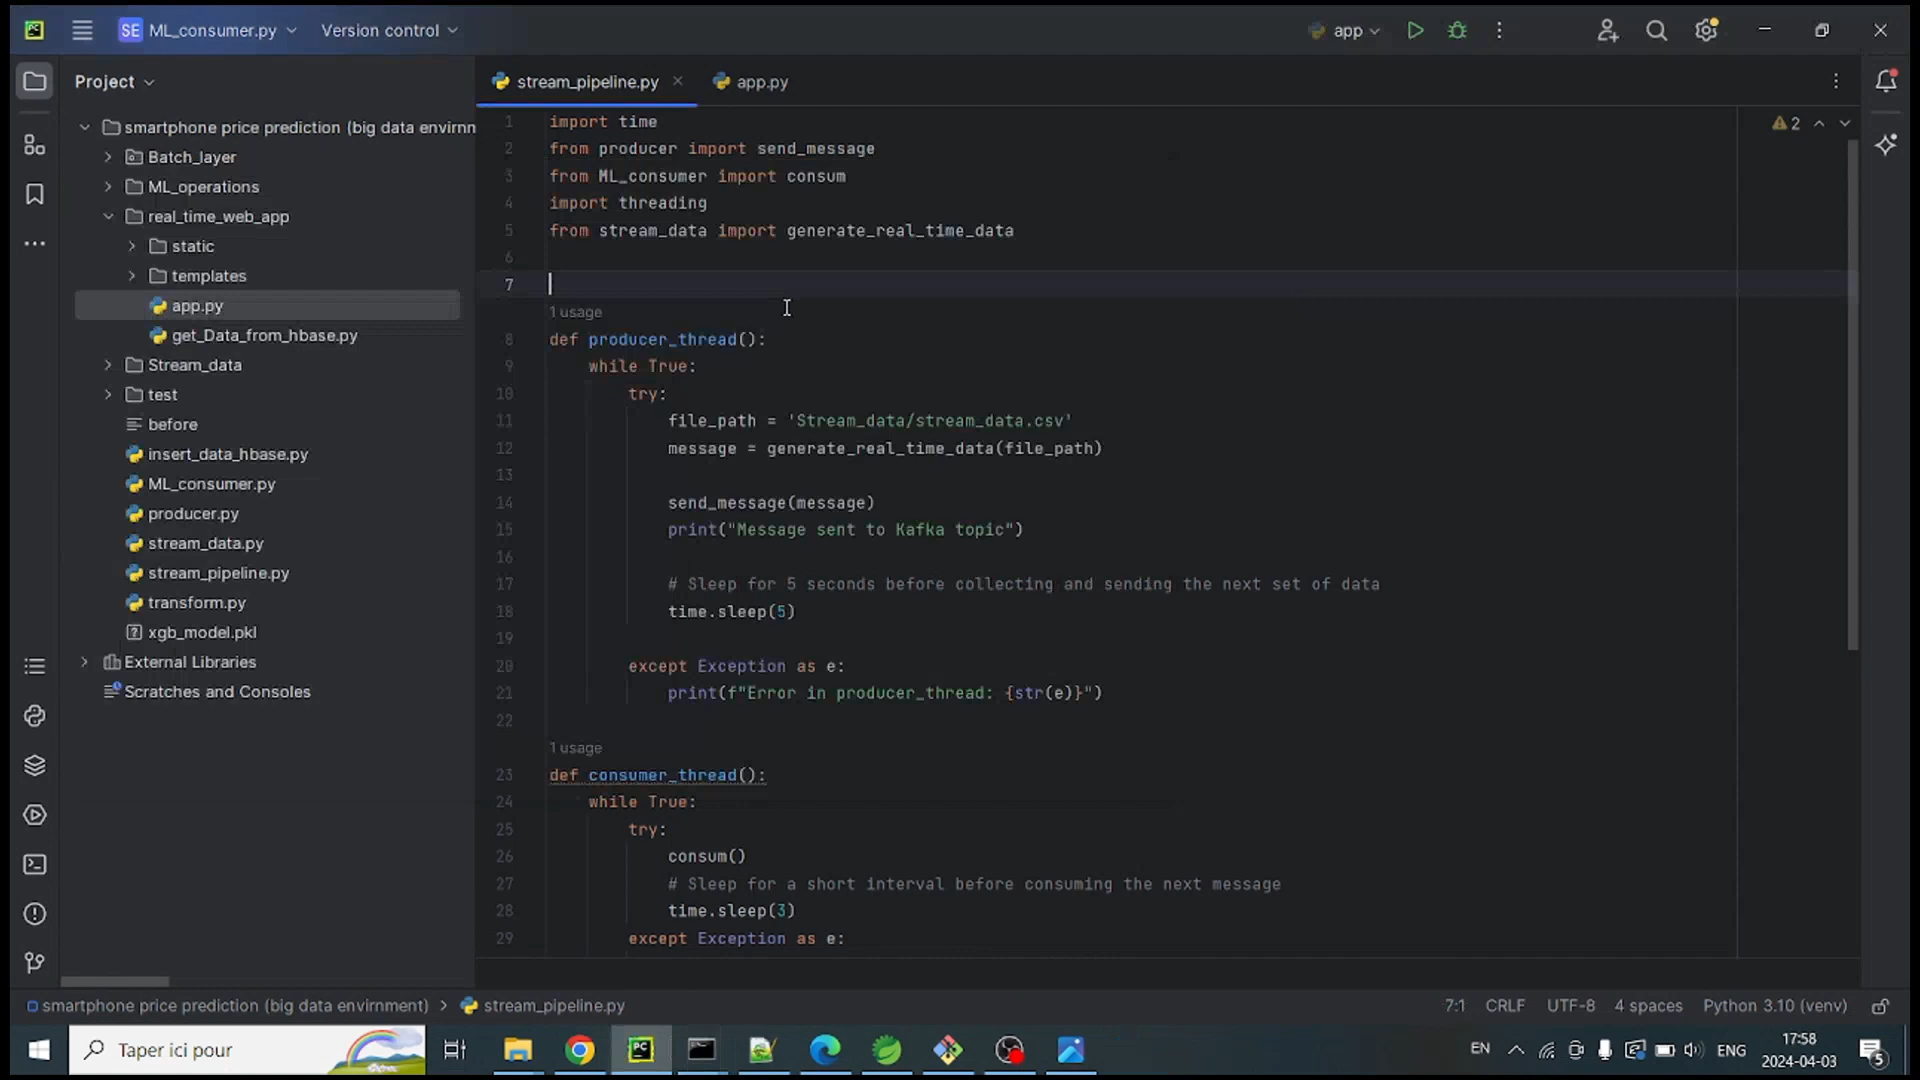 SE ML_consumer.py Version control
app
Project
stream_pipeline.py
app.py
smartphone price prediction (big data envirnn
Batch_layer
ML_operations
real_time_web_app
static
templates
app.py
get_Data_from_hbase.py
Stream_data
test
before
insert_data_hbase.py
ML_consumer.py
producer.py
stream_data.py
stream_pipeline.py
transform.py
xgb_model.pkl
External Libraries
Scratches and Consoles
2
1 import time
2 from producer import send_message
3 from ML_consumer import consum
4 import threading
5 from stream_data import generate_real_time_data
6
7
1 usage
8 def producer_thread():
9 while True:
10 try:
11 file_path = 'Stream_data/stream_data.csv'
12 message = generate_real_time_data(file_path)
13
14 send_message(message)
15 print("Message sent to Kafka topic")
16
17 # Sleep for 5 seconds before collecting and sending the next set of data
18 time.sleep(5)
19
20 except Exception as e:
21 print(f"Error in producer_thread: {str(e)}")
22
1 usage
23 def consumer_thread():
24 while True:
25 try:
26 consum()
27 # Sleep for a short interval before consuming the next message
28 time.sleep(3)
29 except Exception as e:
smartphone price prediction (big data envirnment) > stream_pipeline.py
7:1 CRLF UTF-8 4 spaces Python 3.10 (venv)
Taper ici pour
PC
EN
ENG
17:58
2024-04-03
5